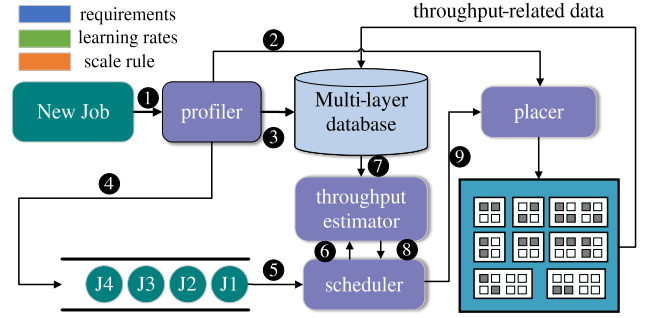 throughput-related data
requirements
learning rates
scale rule
2
New Job
1
profiler
3
Multi-layer
database
placer
4
7
9
throughput
estimator
6
8
J4 J3 J2 J1
5
scheduler